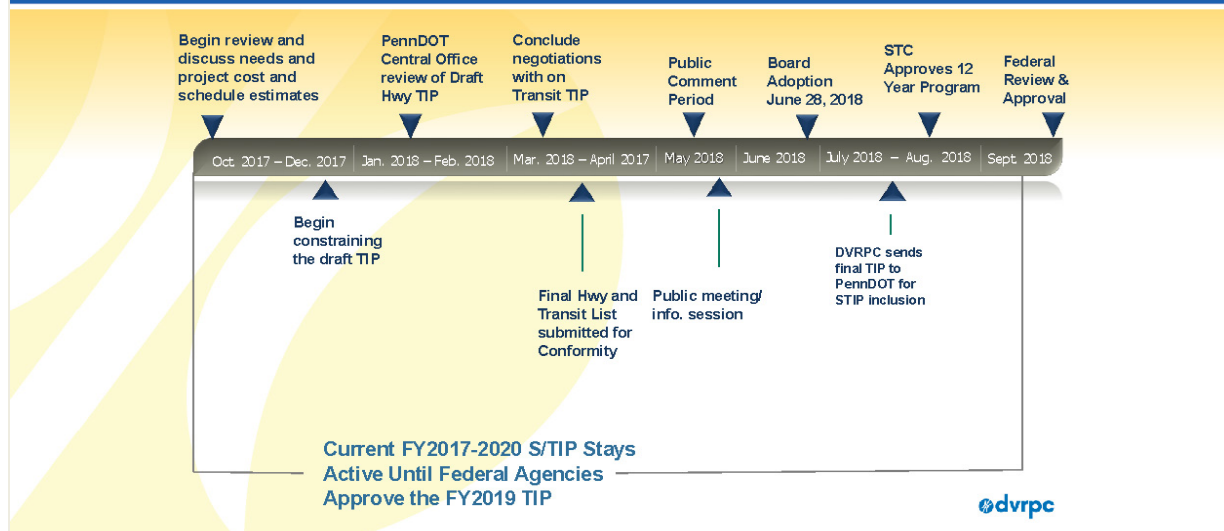 Begin review and
discuss needs and
project cost and
schedule estimates
PennDOT
Central Office
review of Draft
Hwy TIP
Conclude
negotiations
with on
Transit TIP
Public
Comment
Period
Board
Adoption
June 28, 2018
STC
Approves 12
Year Program
Federal
Review &
Approval
Oct. 2017 – Dec. 2017
Jan. 2018 – Feb. 2018
Mar. 2018 – April 2017
May 2018
June 2018
July 2018 – Aug. 2018
Sept. 2018
Begin
constraining
the draft TIP
Final Hwy and
Transit List
submitted for
Conformity
Public meeting/
info. session
DVRPC sends
final TIP to
PennDOT for
STIP inclusion
Current FY2017-2020 S/TIP Stays
Active Until Federal Agencies
Approve the FY2019 TIP
dvrpc